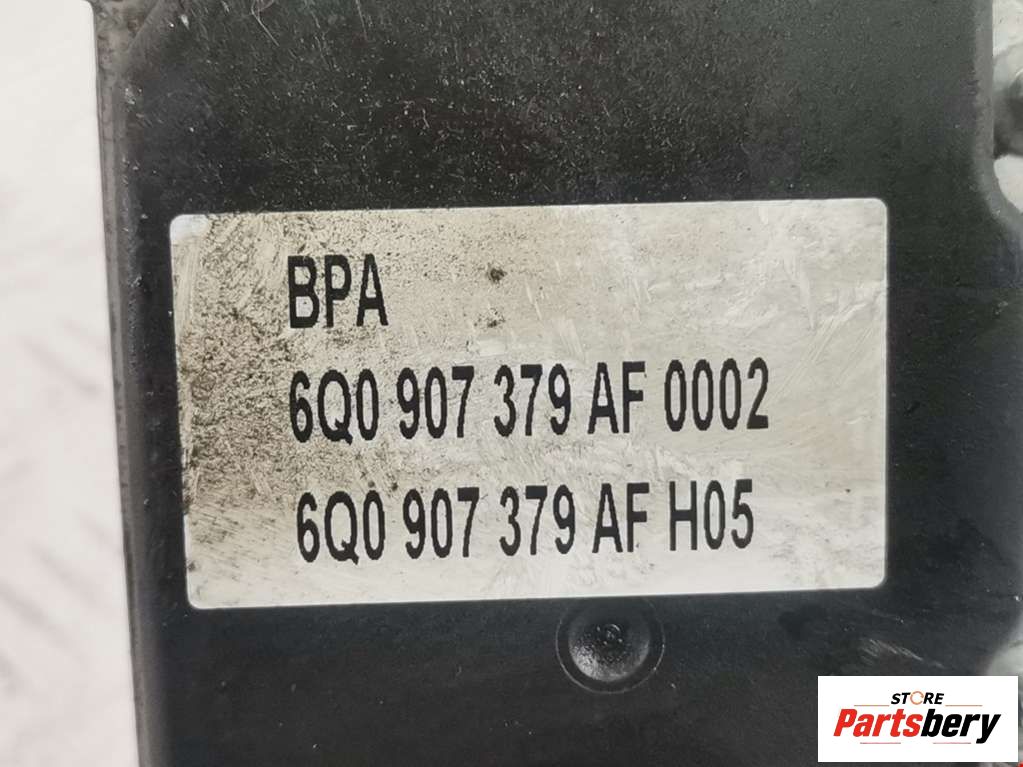 BPA
6Q0 907 379 AF 0002
6Q0 907 379 AF H05
STORE
Partsbery